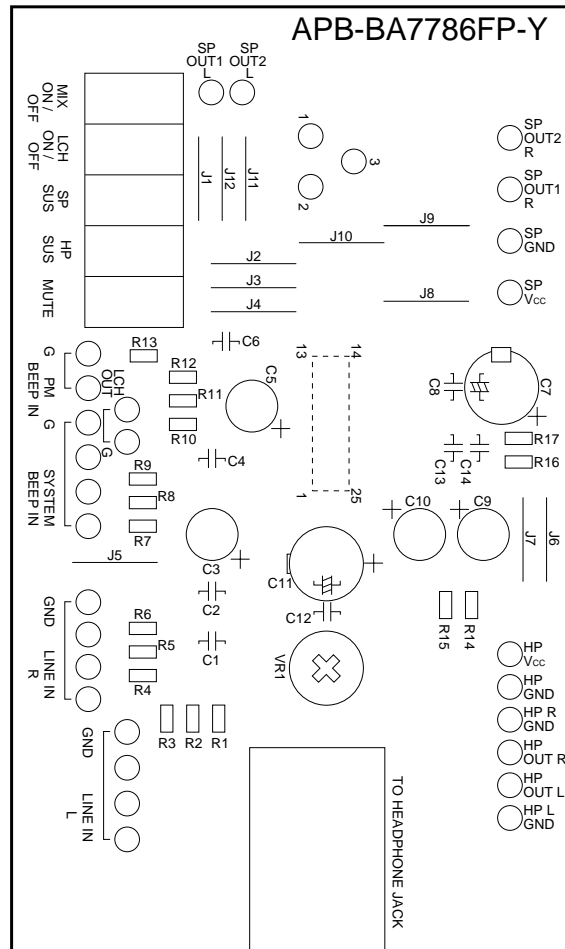 APB-BA7786FP-Y
SP
OUT1
L
SP
OUT2
L
MIX
ON /
OFF
LCH
ON /
OFF
SP
SUS
HP
SUS
MUTE
J1
J12
J11
1
2
3
SP
OUT2
R
SP
OUT1
R
SP
GND
SP
Vcc
J9
J10
J2
J3
J4
J8
C6
R13
R12
R11
R10
C5
13
14
1
25
C8
C7
G
PM
BEEP IN
LCH
OUT
G
G
SYSTEM
BEEP IN
C4
R9
R8
R7
R17
R16
C13
C14
C10
C9
J7
J6
J5
C3
C2
C1
C11
C12
VR1
R15
R14
GND
LINE IN
R
R6
R5
R4
R3
R2
R1
GND
LINE IN
L
HP
Vcc
HP
GND
HP R
GND
HP
OUT R
HP
OUT L
HP L
GND
TO HEADPHONE JACK